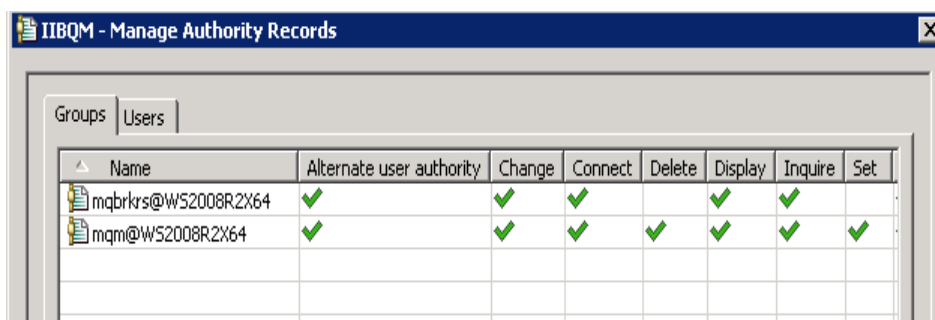 IIBQM - Manage Authority Records
Groups Users
Name Alternate user authority Change Connect Delete Display Inquire Set
mqbrkrs@WS2008R2X64
mqm@WS2008R2X64